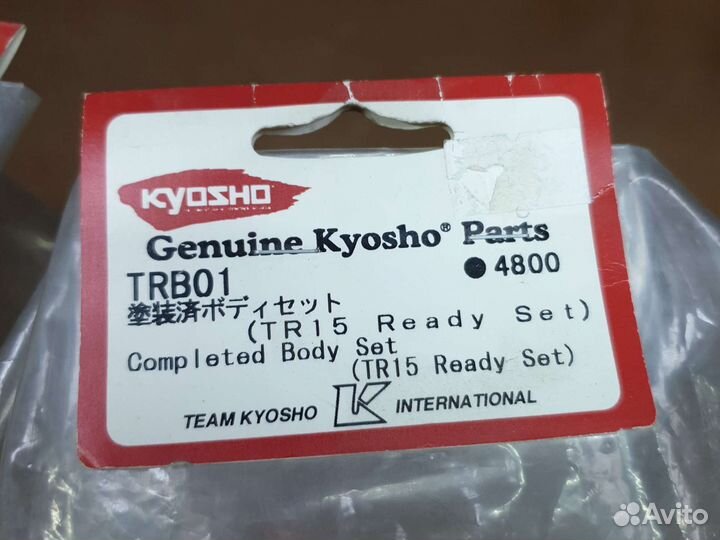 KYOSHO
Genuine Kyosho® Parts
TRB01 ●4800
塗装済ボディセット
(TR15 Ready Set)
Completed Body Set
(TR15 Ready Set)
TEAM KYOSHO K INTERNATIONAL
Avito